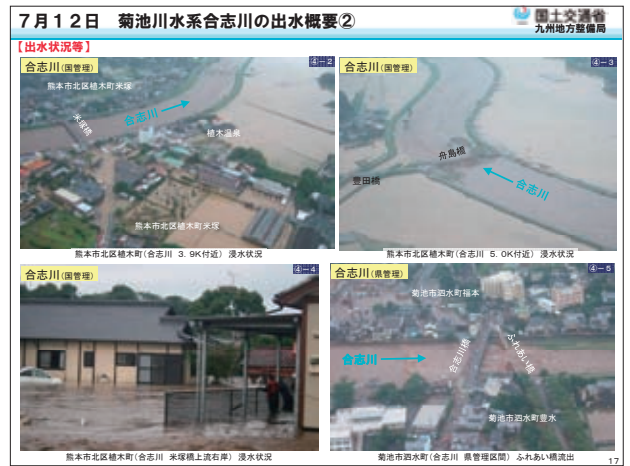 7月12日 菊池川水系合志川の出水概要②
国土交通省
九州地方整備局
【出水状況等】
合志川(国管理)
④-2
熊本市北区植木町米塚
合志川
米塚橋
植木温泉
熊本市北区植木町米塚
熊本市北区植木町(合志川 3.9K付近) 浸水状況
合志川(国管理)
④-3
舟島橋
豊田橋
合志川
熊本市北区植木町(合志川 5.0K付近) 浸水状況
合志川(国管理)
④-4
熊本市北区植木町(合志川 米塚橋上流右岸) 浸水状況
合志川(県管理)
④-5
菊池市泗水町福本
合志川
合志川橋
ふれあい橋
菊池市泗水町豊水
菊池市泗水町(合志川 県管理区間) ふれあい橋流出
17